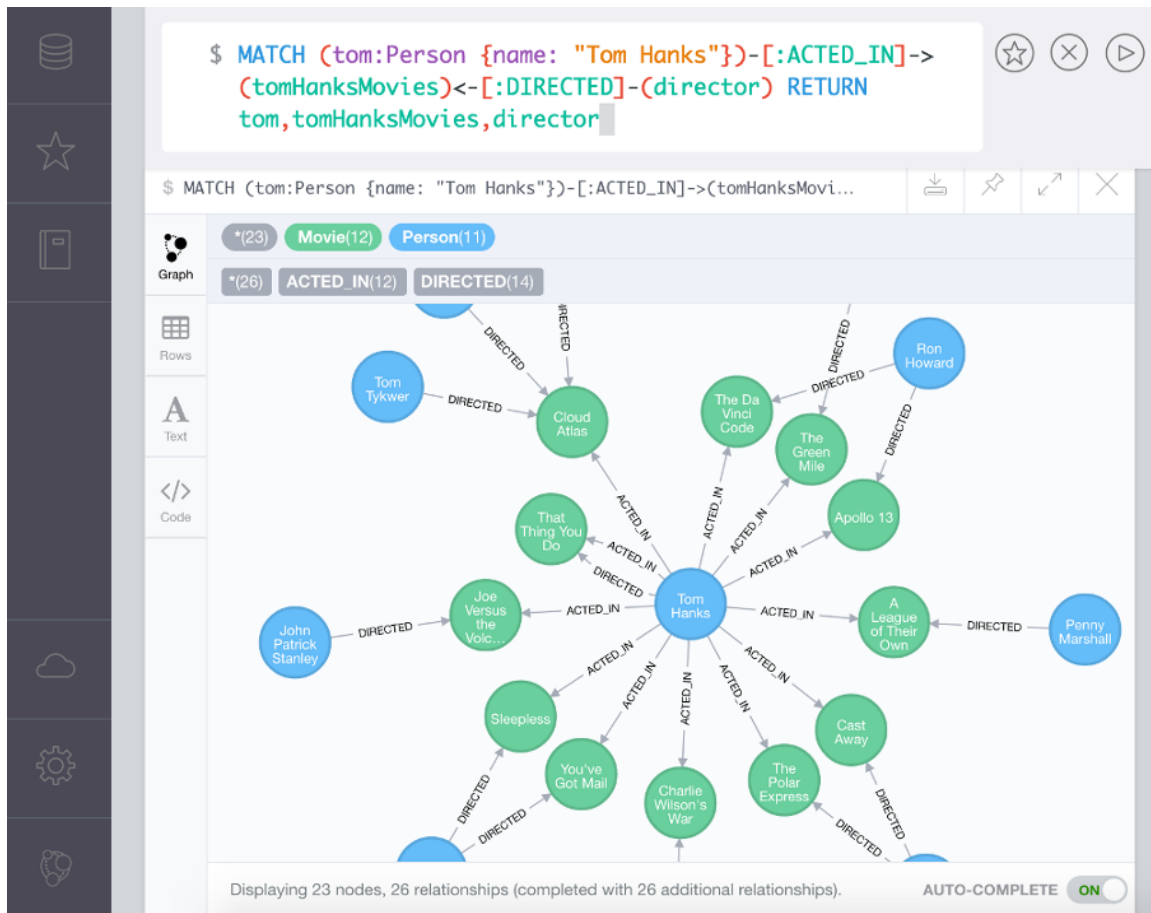 $ MATCH (tom:Person {name: "Tom Hanks"})-[:ACTED_IN]->
(tomHanksMovies)<-[:DIRECTED]-(director) RETURN
tom,tomHanksMovies,director
$ MATCH (tom:Person {name: "Tom Hanks"})-[:ACTED_IN]->(tomHanksMovi...
*(23) Movie(12) Person(11)
*(26) ACTED_IN(12) DIRECTED(14)
Graph
Rows
A
Text
</>
Code
DIRECTED
DIRECTED
Tom
Tykwer
DIRECTED
Cloud
Atlas
DIRECTED
Ron
Howard
DIRECTED
DIRECTED
The Da
Vinci
Code
The
Green
Mile
Apollo 13
ACTED_IN
ACTED_IN
ACTED_IN
ACTED_IN
That
Thing You
Do
ACTED_IN
DIRECTED
Tom
Hanks
John
Patrick
Stanley
DIRECTED
Joe
Versus
the
Volc...
ACTED_IN
ACTED_IN
A
League
of Their
Own
DIRECTED
Penny
Marshall
ACTED_IN
ACTED_IN
ACTED_IN
ACTED_IN
ACTED_IN
Sleepless
You've
Got Mail
Charlie
Wilson's
War
The
Polar
Express
Cast
Away
DIRECTED
DIRECTED
DIRECTED
DIRECTED
Displaying 23 nodes, 26 relationships (completed with 26 additional relationships).
AUTO-COMPLETE ON